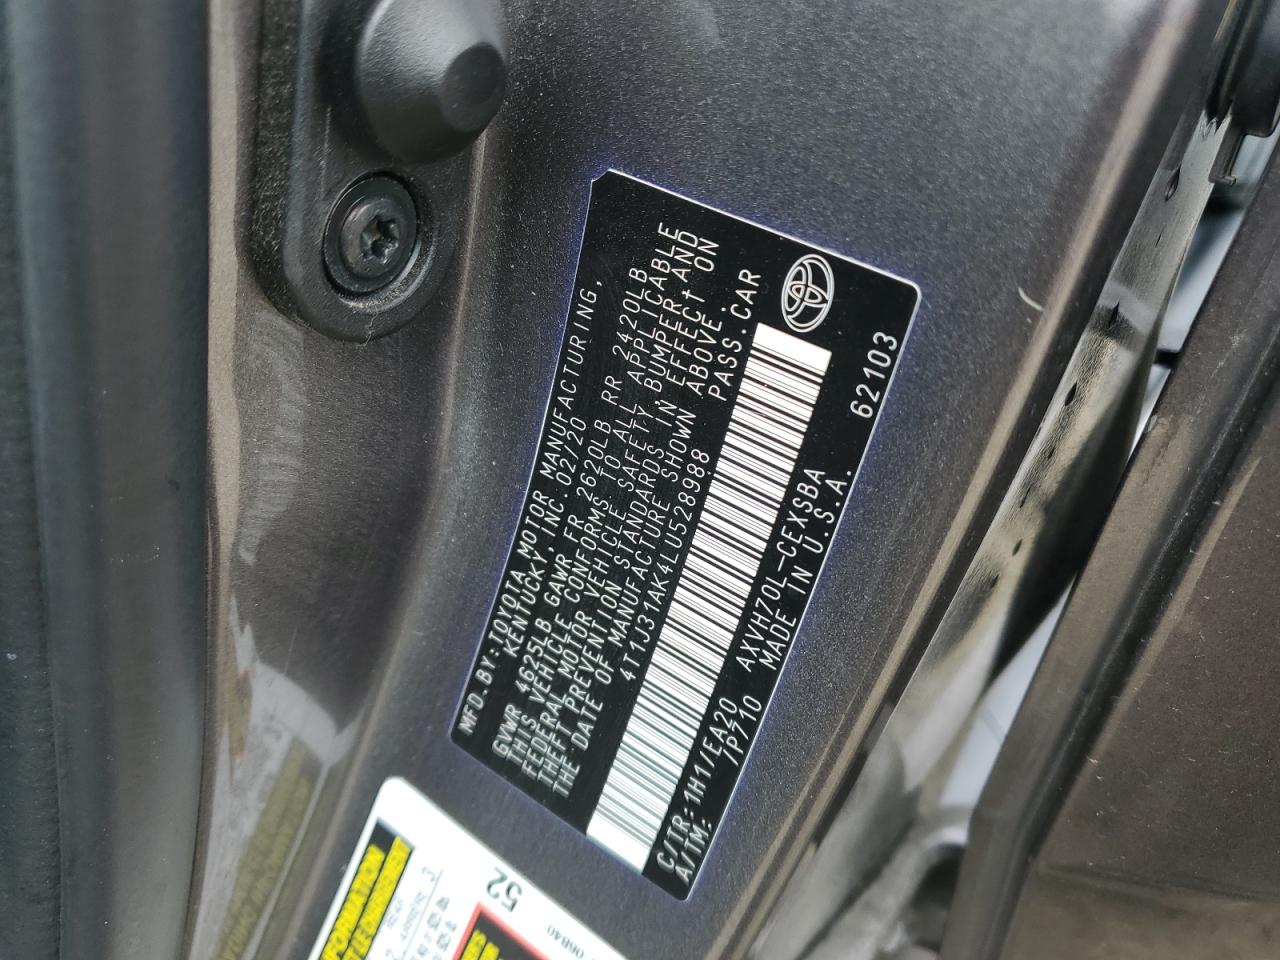 MFD.BY:TOYOTA MOTOR MANUFACTURING,
KENTUCKY, INC.02/20
GVWR 4625LB GAWR FR 2620LB RR 2420LB
THIS VEHICLE CONFORMS TO ALL APPLICABLE
FEDERAL MOTOR VEHICLE SAFETY, BUMPER, AND
THEFT PREVENTION STANDARDS IN EFFECT ON
THE DATE OF MANUFACTURE SHOWN ABOVE.
4T1J31AK4LU528988 PASS.CAR
C/TR:1H1/EA20 AXVH70L-CEXSBA
A/TM: /P710 MADE IN U.S.A.
62103
52
06B40